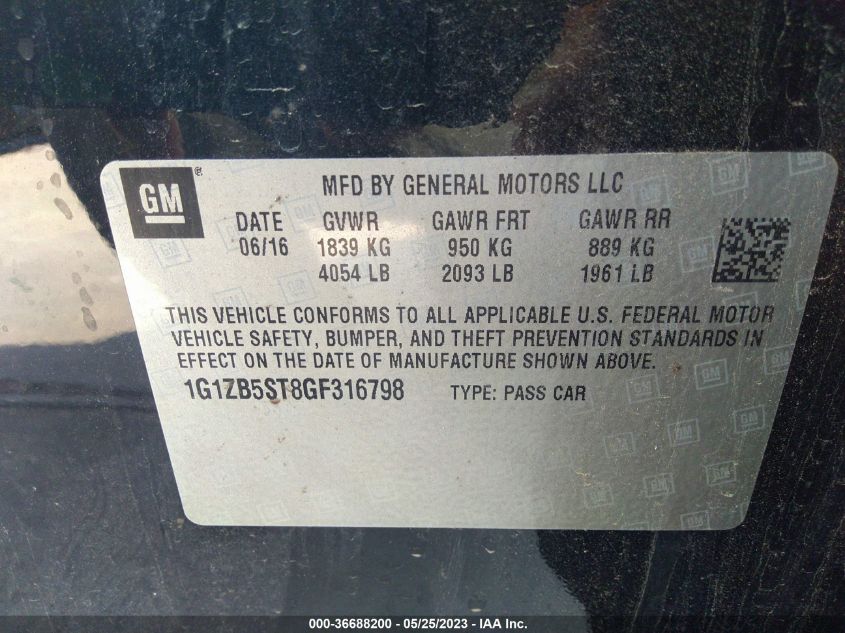 GM
MFD BY GENERAL MOTORS LLC
DATE GVWR GAWR FRT GAWR RR
06/16 1839 KG 950 KG 889 KG
4054 LB 2093 LB 1961 LB
THIS VEHICLE CONFORMS TO ALL APPLICABLE U.S. FEDERAL MOTOR
VEHICLE SAFETY, BUMPER, AND THEFT PREVENTION STANDARDS IN
EFFECT ON THE DATE OF MANUFACTURE SHOWN ABOVE.
1G1ZB5ST8GF316798 TYPE: PASS CAR
000-36688200 - 05/25/2023 - IAA Inc.